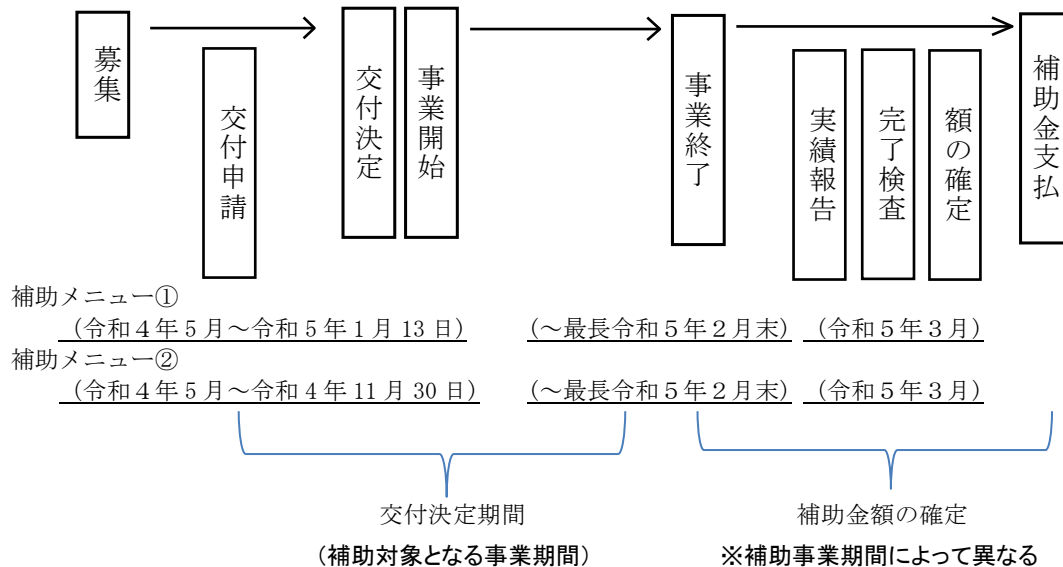 募集
交付申請
交付決定
事業開始
事業終了
実績報告
完了検査
額の確定
補助金支払
補助メニュー①
（令和４年５月～令和５年１月 13 日） （～最長令和５年２月末） （令和５年３月）
補助メニュー②
（令和４年５月～令和４年 11 月 30 日） （～最長令和５年２月末） （令和５年３月）
交付決定期間 補助金額の確定
（補助対象となる事業期間） ※補助事業期間によって異なる